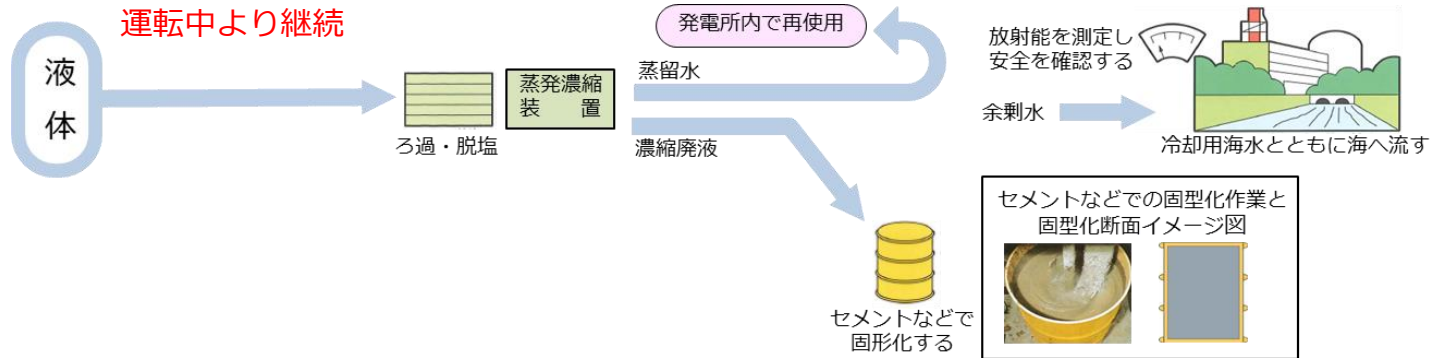 運転中より継続
液
体
ろ過・脱塩
蒸発濃縮
装　置
蒸留水
発電所内で再使用
濃縮廃液
放射能を測定し
安全を確認する
余剰水
冷却用海水とともに海へ流す
セメントなどで
固形化する
セメントなどでの固型化作業と
固型化断面イメージ図